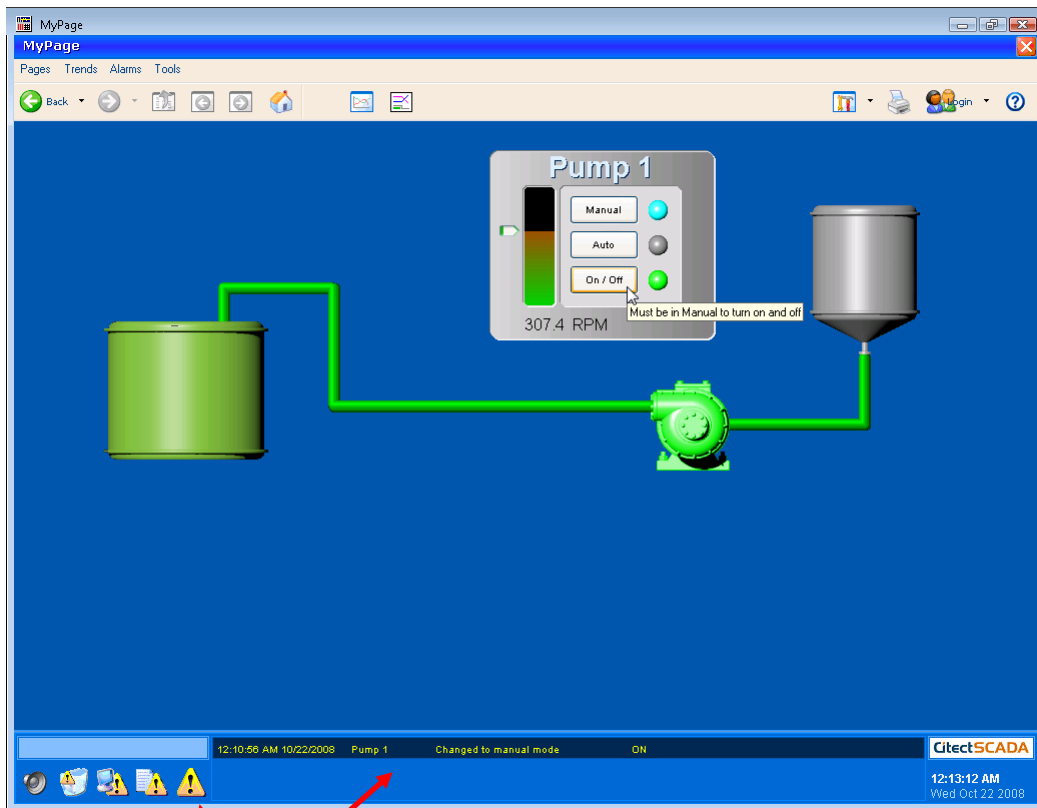 MyPage
MyPage
Pages Trends Alarms Tools
Back Login
Pump 1
Manual
Auto
On / Off
Must be in Manual to turn on and off
307.4 RPM
12:10:56 AM 10/22/2008 Pump 1 Changed to manual mode ON
CitectSCADA
12:13:12 AM
Wed Oct 22 2008